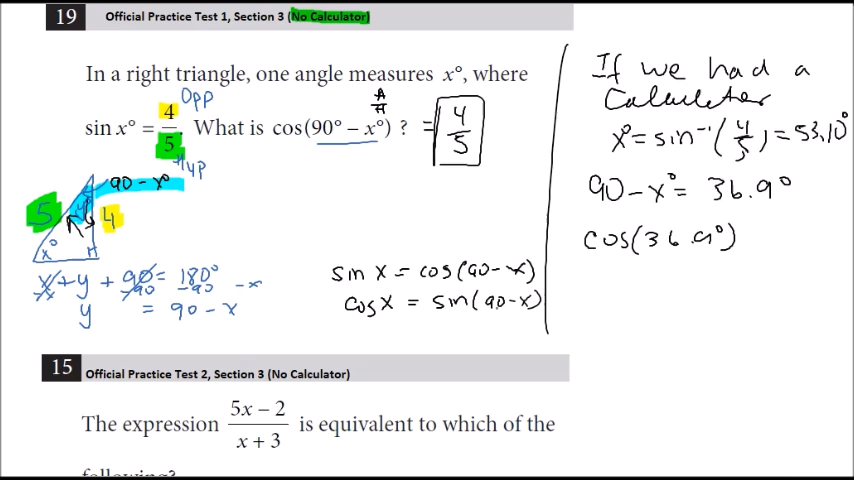 19 Official Practice Test 1, Section 3 (No Calculator)
In a right triangle, one angle measures x°, where
Opp
sin x° = 4/5. What is cos(90° − x°) ? = 4/5
A/H
Hyp
90 − x°
5
y°
4
x°
x + y + 90 = 180°
-x -90 -90 -x
y = 90 − x
sin x = cos(90 − x)
cos x = sin(90 − x)
If we had a
Calculator
x° = sin⁻¹(4/5) = 53.10°
90 − x° = 36.9°
cos(36.9°)
15 Official Practice Test 2, Section 3 (No Calculator)
The expression (5x − 2)/(x + 3) is equivalent to which of the
following?